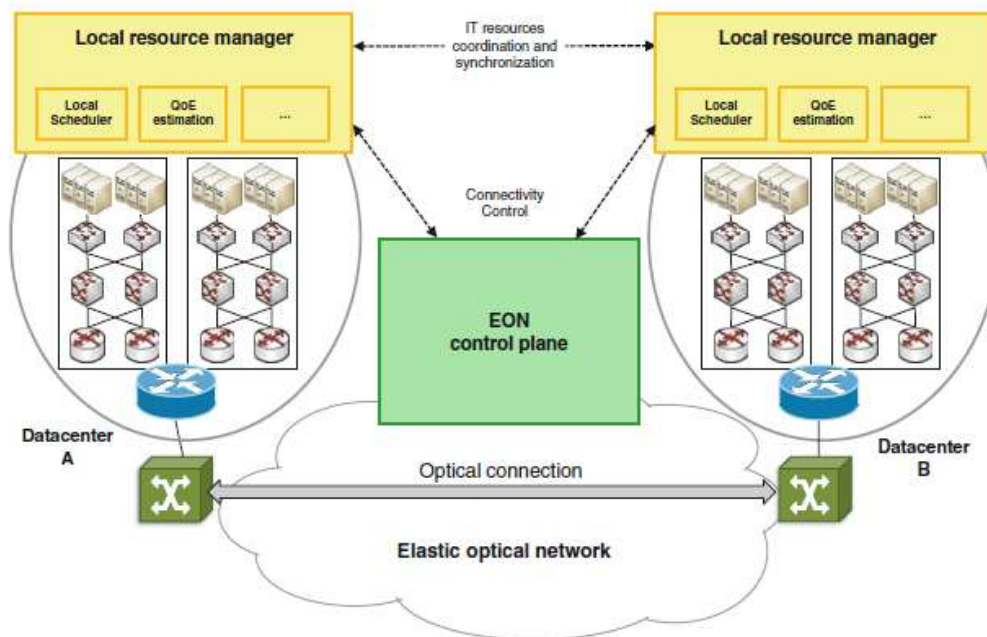 Local resource manager
Local
Scheduler
QoE
estimation
...
IT resources
coordination and
synchronization
Local resource manager
Local
Scheduler
QoE
estimation
...
Connectivity
Control
EON
control plane
Datacenter
A
Datacenter
B
Optical connection
Elastic optical network